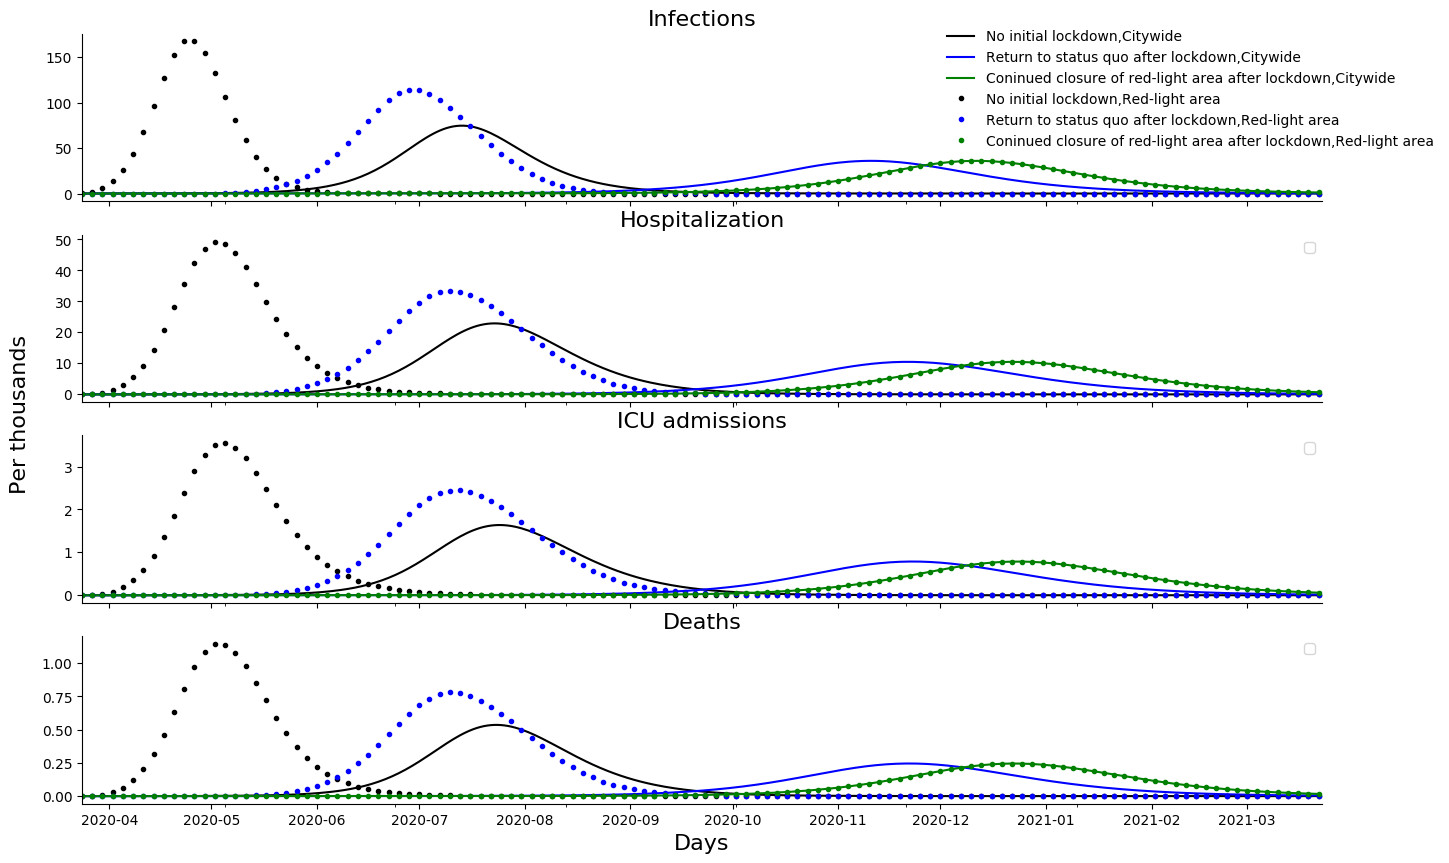 Infections
No initial lockdown,Citywide
Return to status quo after lockdown,Citywide
Coninued closure of red-light area after lockdown,Citywide
No initial lockdown,Red-light area
Return to status quo after lockdown,Red-light area
Coninued closure of red-light area after lockdown,Red-light area
150
100
50
0
Hospitalization
50
40
30
20
10
0
Per thousands
ICU admissions
3
2
1
0
Deaths
1.00
0.75
0.50
0.25
0.00
2020-04 2020-05 2020-06 2020-07 2020-08 2020-09 2020-10 2020-11 2020-12 2021-01 2021-02 2021-03
Days